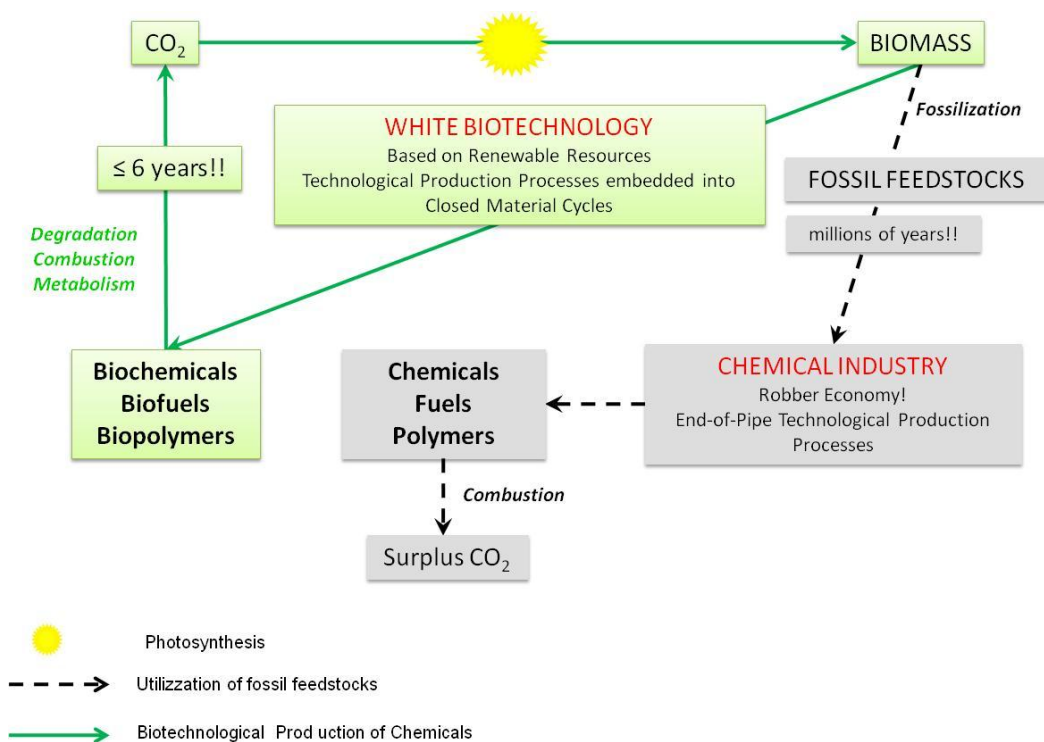 CO₂
BIOMASS
Fossilization
WHITE BIOTECHNOLOGY
Based on Renewable Resources
Technological Production Processes embedded into
Closed Material Cycles
≤ 6 years!!
FOSSIL FEEDSTOCKS
millions of years!!
Degradation
Combustion
Metabolism
Biochemicals
Biofuels
Biopolymers
Chemicals
Fuels
Polymers
CHEMICAL INDUSTRY
Robber Economy!
End-of-Pipe Technological Production
Processes
Combustion
Surplus CO₂
Photosynthesis
Utilizzation of fossil feedstocks
Biotechnological Prod uction of Chemicals